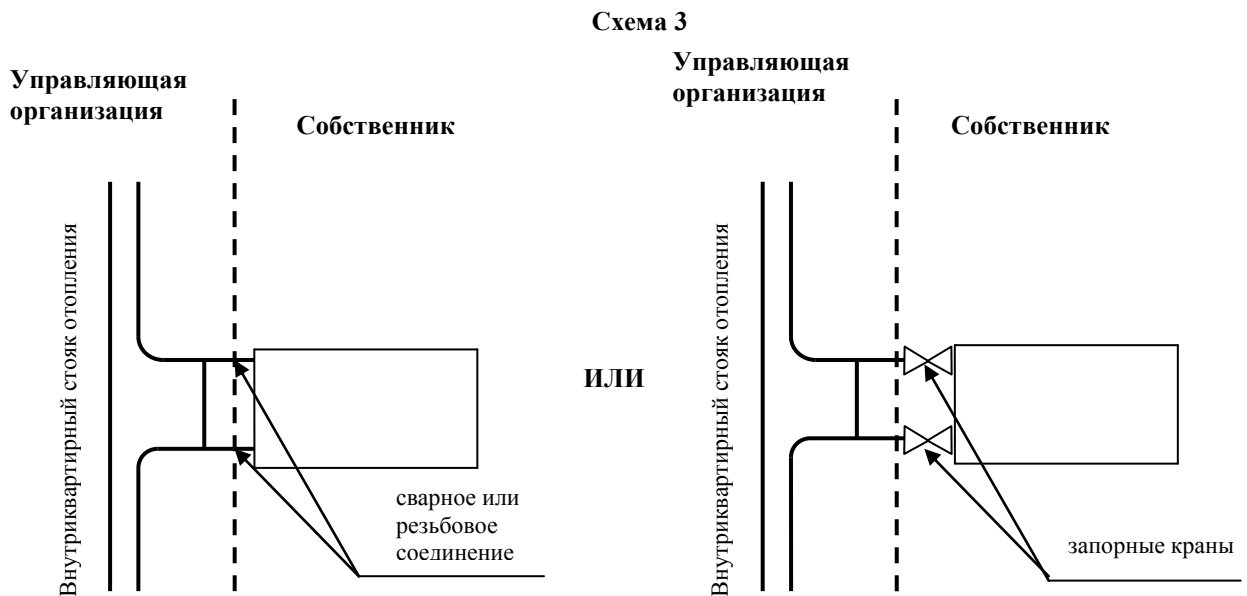 Схема 3
Управляющая
организация
Собственник
Внутриквартирный стояк отопления
сварное или
резьбовое
соединение
ИЛИ
Управляющая
организация
Собственник
Внутриквартирный стояк отопления
запорные краны